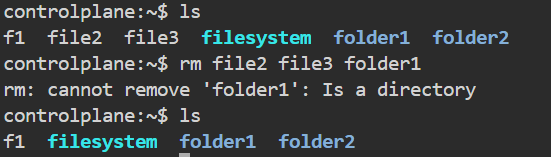 controlplane:~$ ls
f1  file2  file3  filesystem  folder1  folder2
controlplane:~$ rm file2 file3 folder1
rm: cannot remove 'folder1': Is a directory
controlplane:~$ ls
f1  filesystem  folder1  folder2